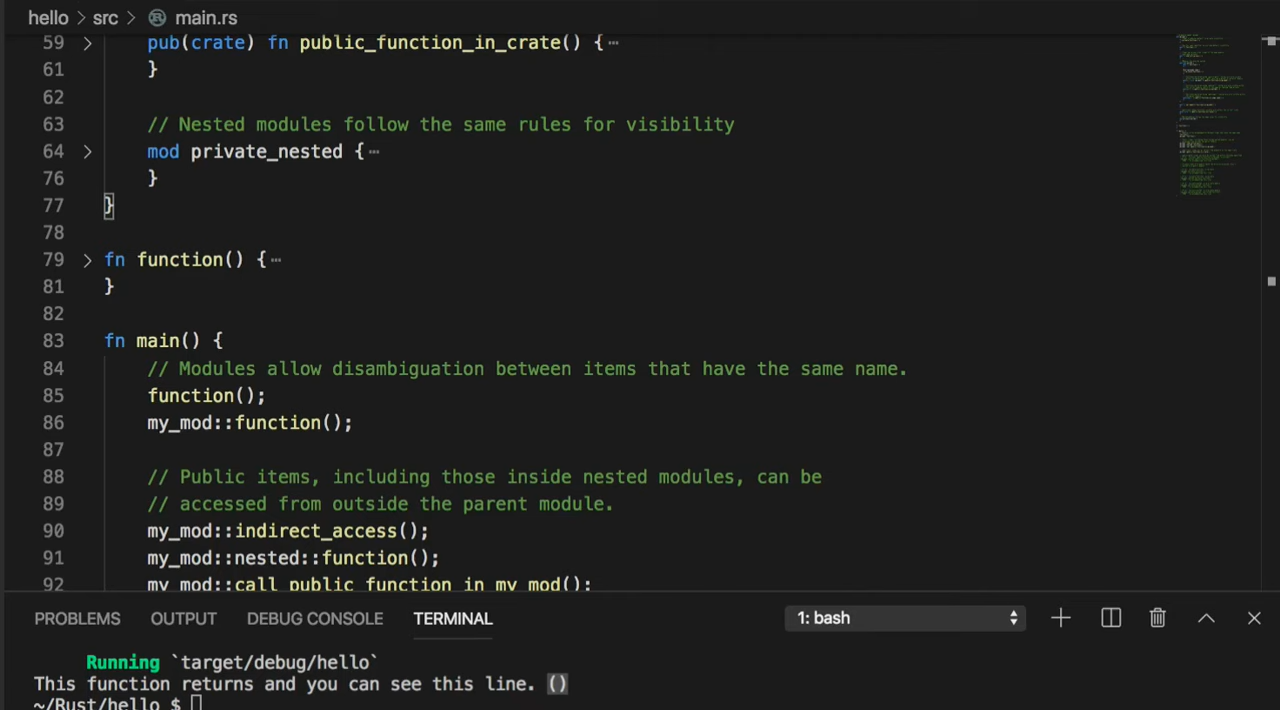 hello > src > main.rs
59 > pub(crate) fn public_function_in_crate() {⋯
61 }
62
63 // Nested modules follow the same rules for visibility
64 > mod private_nested {⋯
76 }
77 }
78
79 > fn function() {⋯
81 }
82
83 fn main() {
84 // Modules allow disambiguation between items that have the same name.
85 function();
86 my_mod::function();
87
88 // Public items, including those inside nested modules, can be
89 // accessed from outside the parent module.
90 my_mod::indirect_access();
91 my_mod::nested::function();
92 my_mod::call_public_function_in_my_mod();
PROBLEMS OUTPUT DEBUG CONSOLE TERMINAL 1: bash
Running `target/debug/hello`
This function returns and you can see this line. ()
~/Rust/hello $